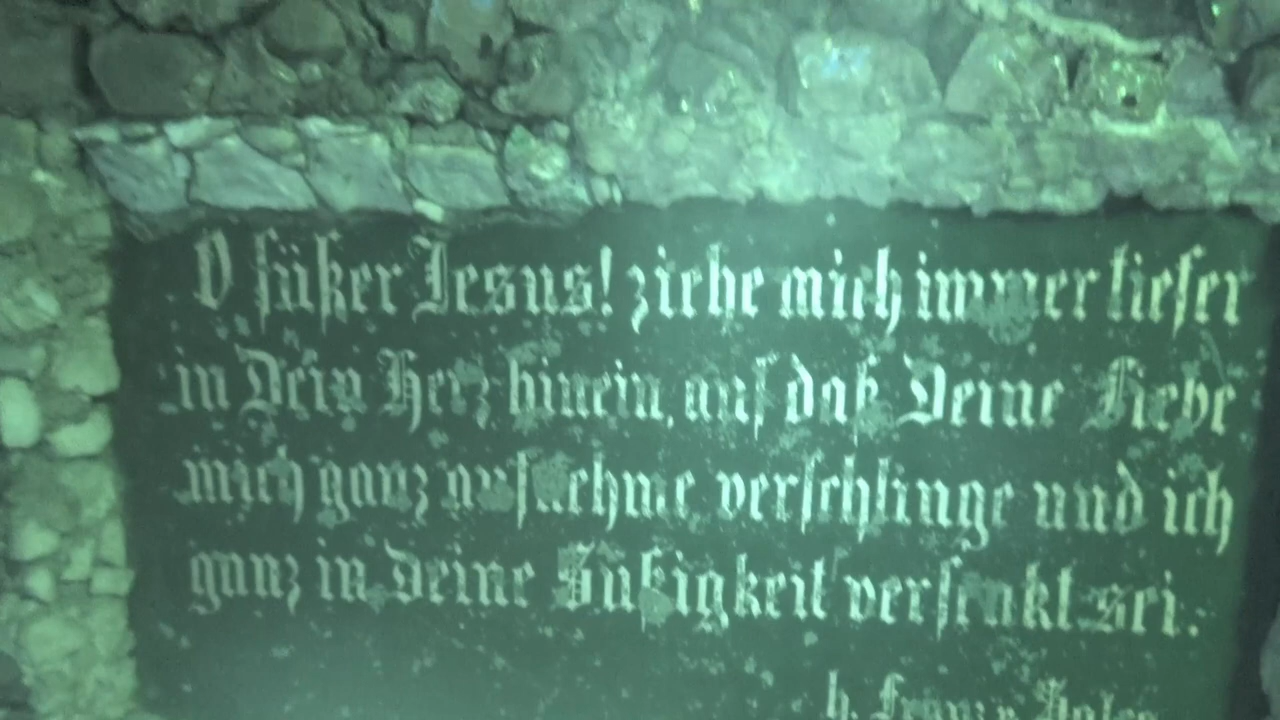 O süßer Jesus! ziehe mich immer tiefer
in Dein Herz hinein, auf daß Deine Liebe
mich ganz aufnehme verschlinge und ich
ganz in Deine Süßigkeit versenkt sei.
h. Franz v.